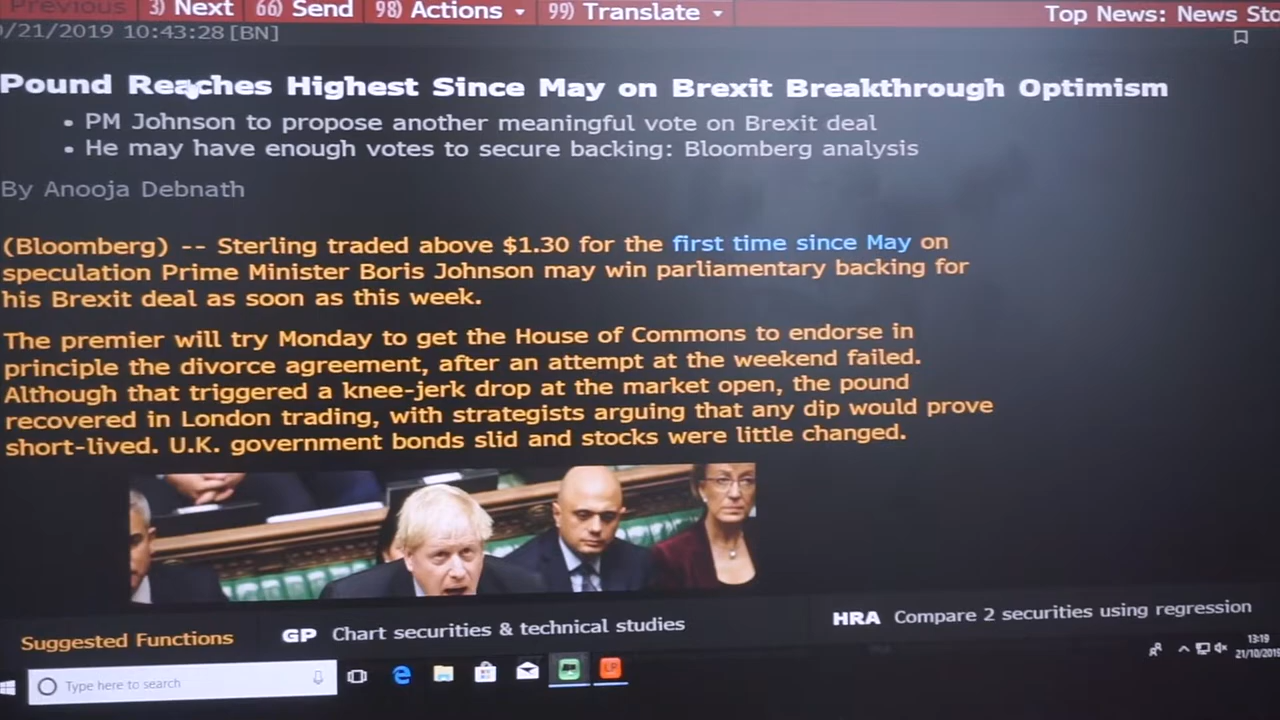 Previous 3) Next 66) Send 98) Actions 99) Translate Top News: News Sto
/21/2019 10:43:28 [BN]
Pound Reaches Highest Since May on Brexit Breakthrough Optimism
• PM Johnson to propose another meaningful vote on Brexit deal
• He may have enough votes to secure backing: Bloomberg analysis
By Anooja Debnath
(Bloomberg) -- Sterling traded above $1.30 for the first time since May on
speculation Prime Minister Boris Johnson may win parliamentary backing for
his Brexit deal as soon as this week.
The premier will try Monday to get the House of Commons to endorse in
principle the divorce agreement, after an attempt at the weekend failed.
Although that triggered a knee-jerk drop at the market open, the pound
recovered in London trading, with strategists arguing that any dip would prove
short-lived. U.K. government bonds slid and stocks were little changed.
Suggested Functions GP Chart securities & technical studies HRA Compare 2 securities using regression
13:19
Type here to search LP 21/10/2019